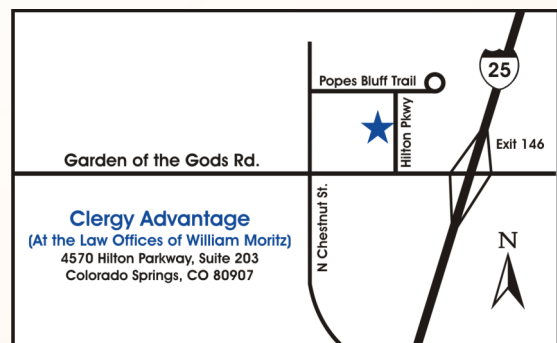 Popes Bluff Trail
25
Hilton Pkwy
Exit 146
Garden of the Gods Rd.
N Chestnut St.
Clergy Advantage
(At the Law Offices of William Moritz)
4570 Hilton Parkway, Suite 203
Colorado Springs, CO 80907
N